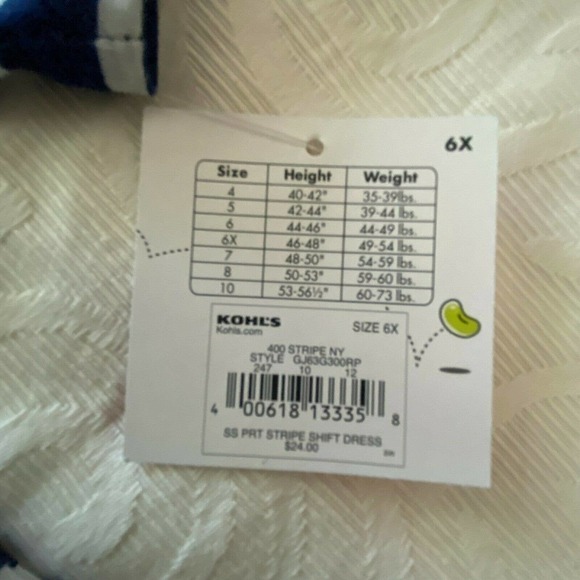 6X
Size Height Weight
4 40-42" 35-39lbs.
5 42-44" 39-44 lbs.
6 44-46" 44-49 lbs.
6X 46-48" 49-54 lbs.
7 48-50" 54-59 lbs.
8 50-53" 59-60 lbs.
10 53-56½" 60-73 lbs.
KOHL'S SIZE 6X
Kohls.com
400 STRIPE NY
STYLE GJ63G300RP
247 10 12
4 00618 13335 8
SS PRT STRIPE SHIFT DRESS
$24.00